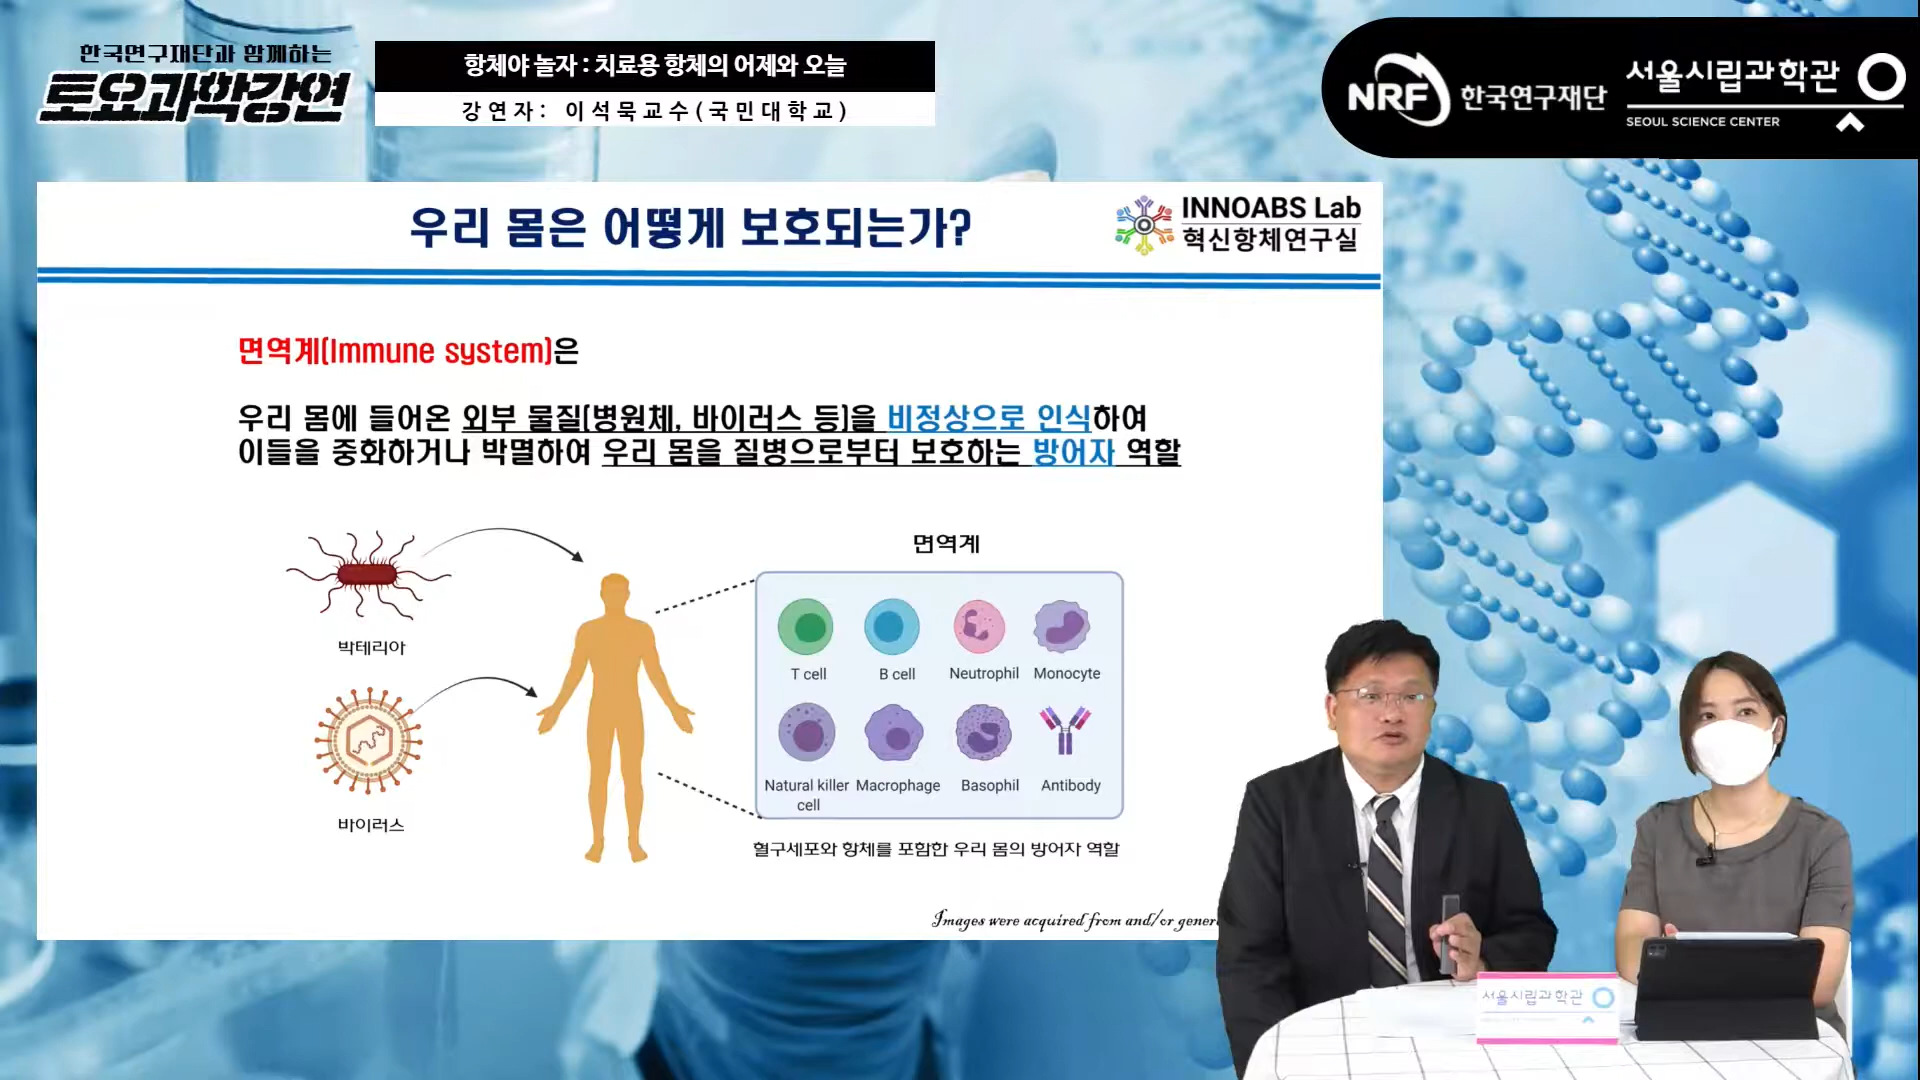 한국연구재단과 함께하는
토요과학강연
항체야 놀자 : 치료용 항체의 어제와 오늘
강연자: 이석묵교수(국민대학교)
NRF 한국연구재단
서울시립과학관
SEOUL SCIENCE CENTER
우리 몸은 어떻게 보호되는가?
INNOABS Lab
혁신항체연구실
면역계(Immune system)은
우리 몸에 들어온 외부 물질(병원체, 바이러스 등)을 비정상으로 인식하여
이들을 중화하거나 박멸하여 우리 몸을 질병으로부터 보호하는 방어자 역할
면역계
박테리아
바이러스
T cell
B cell
Neutrophil
Monocyte
Natural killer
cell
Macrophage
Basophil
Antibody
혈구세포와 항체를 포함한 우리 몸의 방어자 역할
Images were acquired from and/or gener
서울시립과학관